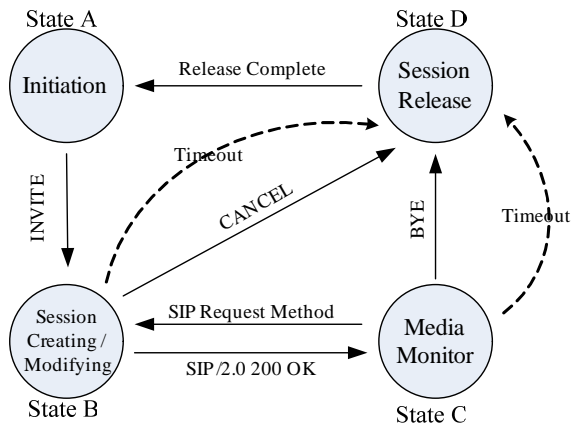 State A
State D
Initiation
Release Complete
Session
Release
Timeout
CANCEL
INVITE
BYE
Timeout
Session
Creating /
Modifying
SIP Request Method
SIP/2.0 200 OK
Media
Monitor
State B
State C